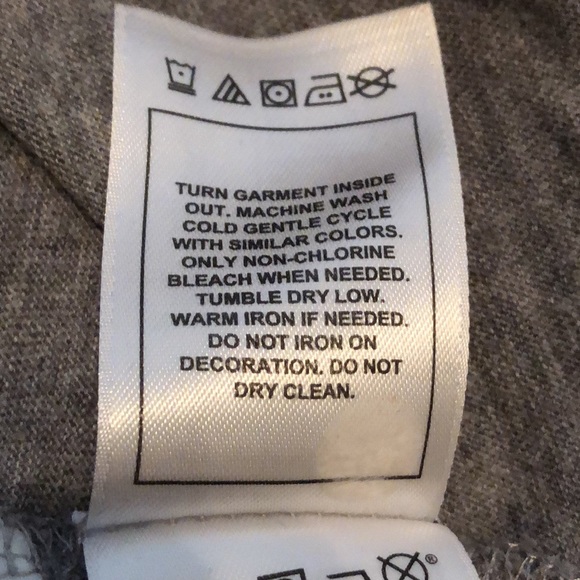 TURN GARMENT INSIDE
OUT. MACHINE WASH
COLD GENTLE CYCLE
WITH SIMILAR COLORS.
ONLY NON-CHLORINE
BLEACH WHEN NEEDED.
TUMBLE DRY LOW.
WARM IRON IF NEEDED.
DO NOT IRON ON
DECORATION. DO NOT
DRY CLEAN.
®